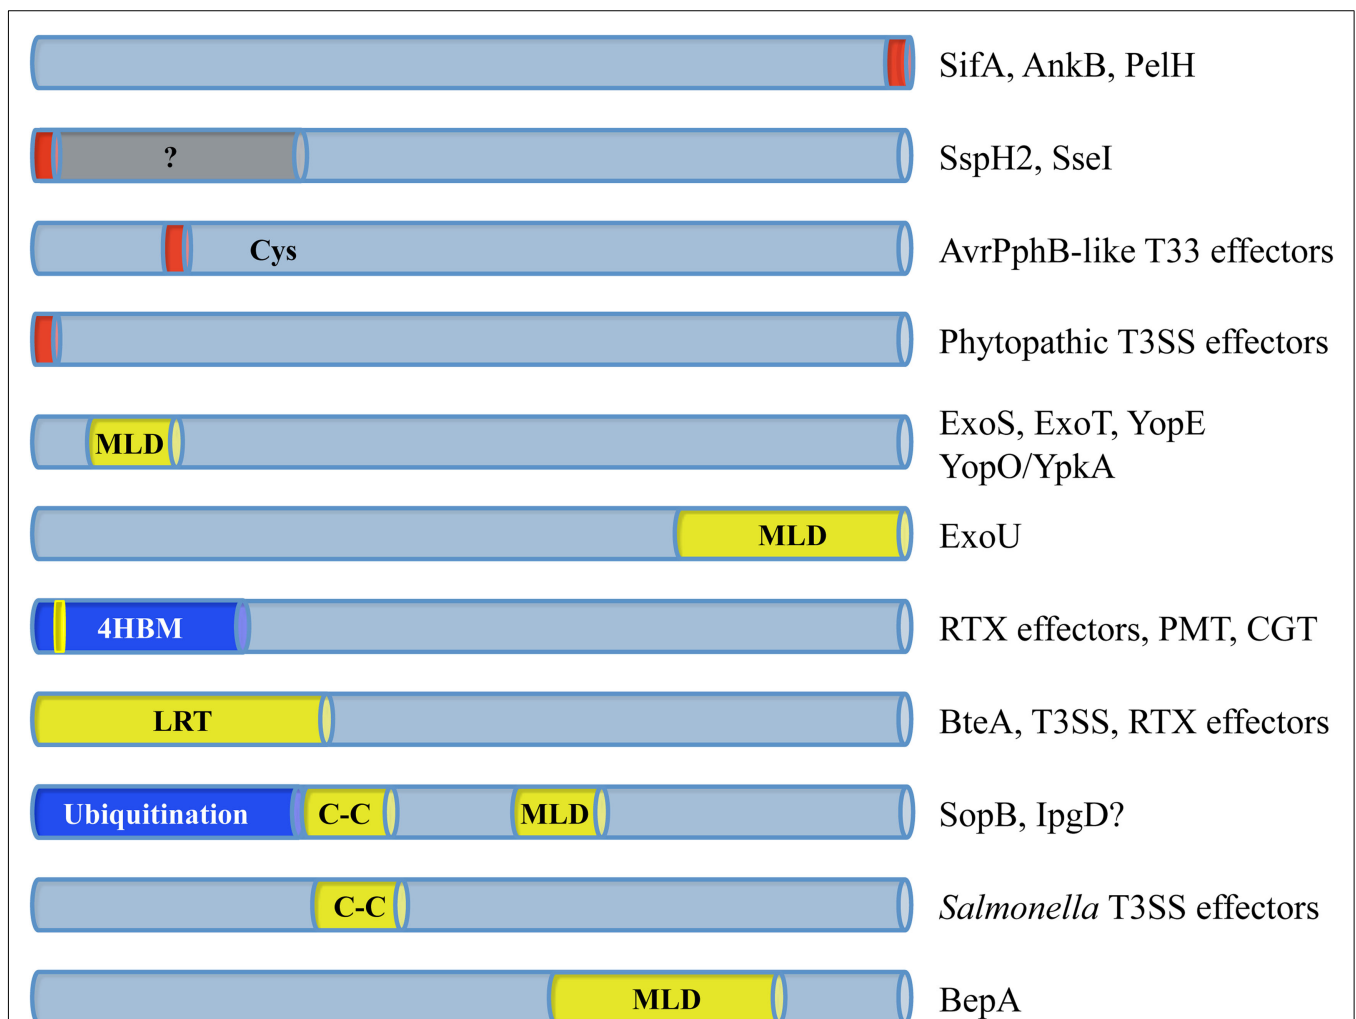 SifA, AnkB, PelH
? SspH2, SseI
Cys AvrPphB-like T33 effectors
Phytopathic T3SS effectors
MLD ExoS, ExoT, YopE
YopO/YpkA
MLD ExoU
4HBM RTX effectors, PMT, CGT
LRT BteA, T3SS, RTX effectors
Ubiquitination C-C MLD SopB, IpgD?
C-C Salmonella T3SS effectors
MLD BepA